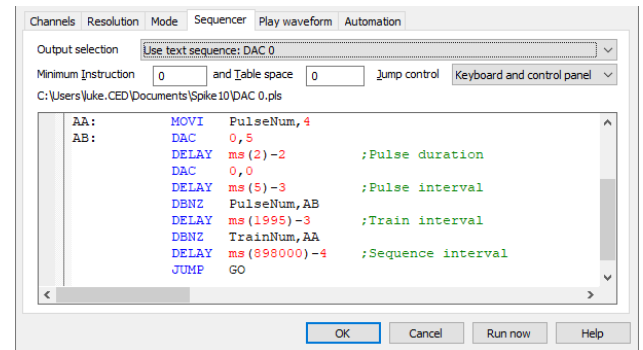 Channels Resolution Mode Sequencer Play waveform Automation
Output selection Use text sequence: DAC 0
Minimum Instruction 0 and Table space 0 Jump control Keyboard and control panel
C:\Users\luke.CED\Documents\Spike10\DAC 0.pls
AA: MOVI PulseNum,4
AB: DAC 0,5
DELAY ms(2)-2 ;Pulse duration
DAC 0,0
DELAY ms(5)-3 ;Pulse interval
DBNZ PulseNum,AB
DELAY ms(1995)-3 ;Train interval
DBNZ TrainNum,AA
DELAY ms(898000)-4 ;Sequence interval
JUMP GO
OK Cancel Run now Help